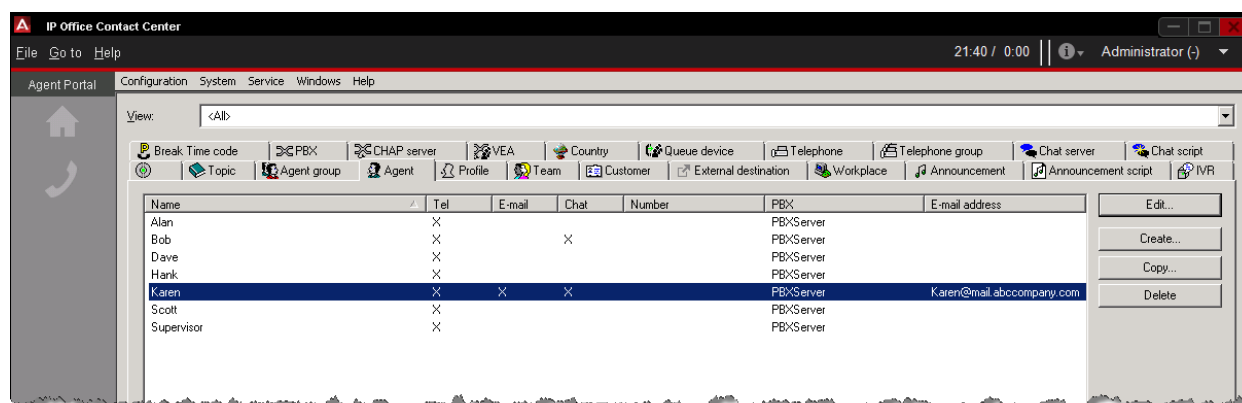 IP Office Contact Center
File Go to Help 21:40 / 0:00 Administrator (-)
Agent Portal Configuration System Service Windows Help
View: <All>
Break Time code PBX CHAP server VEA Country Queue device Telephone Telephone group Chat server Chat script
Topic Agent group Agent Profile Team Customer External destination Workplace Announcement Announcement script IVR
Name Tel E-mail Chat Number PBX E-mail address Edit...
Alan X PBXServer
Bob X X PBXServer Create...
Dave X PBXServer
Hank X PBXServer Copy...
Karen X X X PBXServer Karen@mail.abccompany.com Delete
Scott X PBXServer
Supervisor X PBXServer